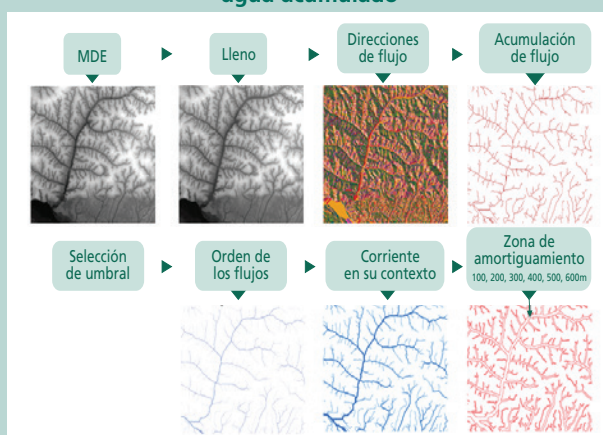 agua acumulado
MDE
Lleno
Direcciones
de flujo
Acumulación
de flujo
Selección
de umbral
Orden de
los flujos
Corriente
en su contexto
Zona de
amortiguamiento
100, 200, 300, 400, 500, 600m